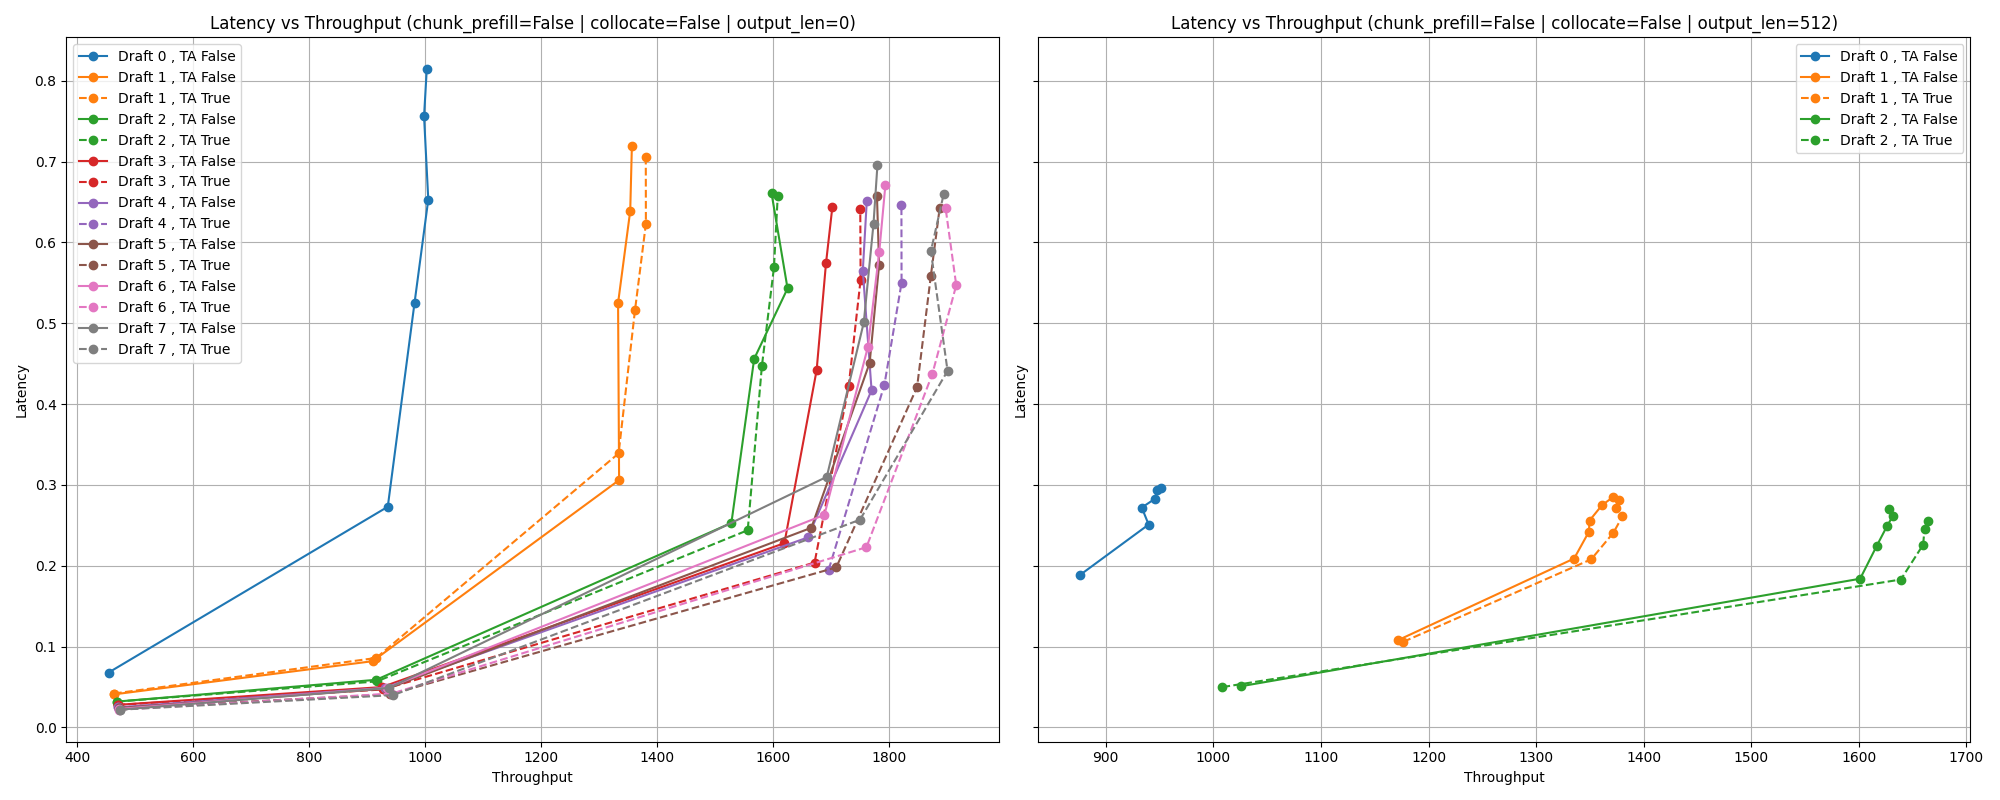 Latency vs Throughput (chunk_prefill=False | collocate=False | output_len=0)
Draft 0 , TA False
Draft 1 , TA False
Draft 1 , TA True
Draft 2 , TA False
Draft 2 , TA True
Draft 3 , TA False
Draft 3 , TA True
Draft 4 , TA False
Draft 4 , TA True
Draft 5 , TA False
Draft 5 , TA True
Draft 6 , TA False
Draft 6 , TA True
Draft 7 , TA False
Draft 7 , TA True
0.8
0.7
0.6
0.5
0.4
0.3
0.2
0.1
0.0
Latency
400 600 800 1000 1200 1400 1600 1800
Throughput
Latency vs Throughput (chunk_prefill=False | collocate=False | output_len=512)
Draft 0 , TA False
Draft 1 , TA False
Draft 1 , TA True
Draft 2 , TA False
Draft 2 , TA True
Latency
900 1000 1100 1200 1300 1400 1500 1600 1700
Throughput